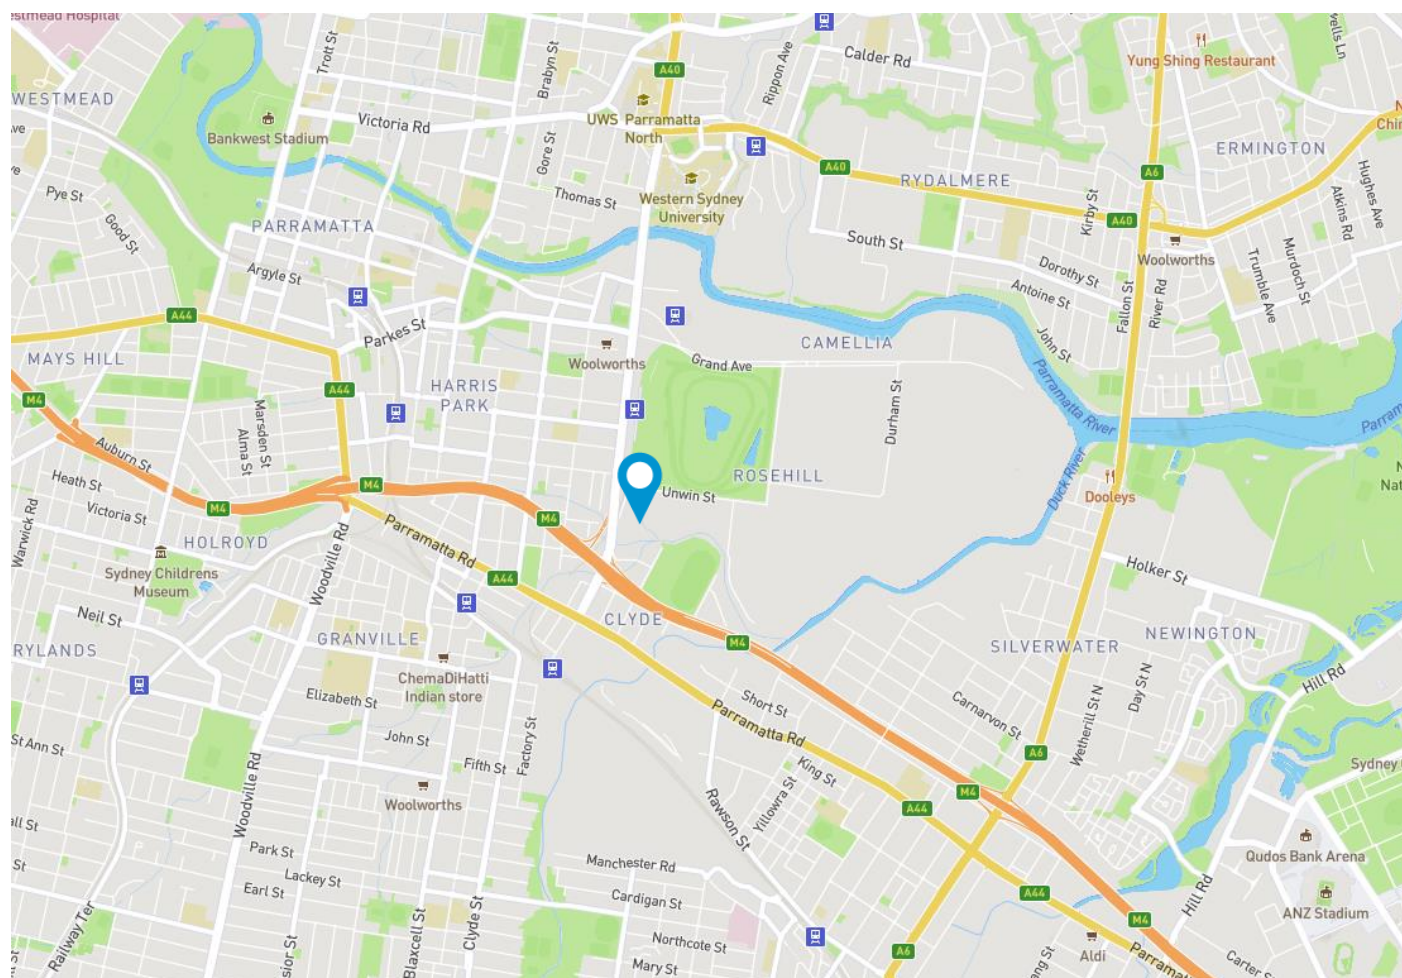 estmead Hospital
WESTMEAD
Trott St
Brabyn St
A40
Rippon Ave
Calder Rd
Yung Shing Restaurant
Bankwest Stadium
Victoria Rd
UWS Parramatta
North
Gore St
A40
A6
ERMINGTON
RYDALMERE
Hughes Ave
Atkins Rd
Pye St
Good St
Thomas St
Western Sydney
University
Kirby St
A40
PARRAMATTA
South St
Woolworths
Murdoch St
Trumble Ave
Argyle St
Dorothy St
Antoine St
Fallon St
River Rd
A44
Parkes St
John St
MAYS HILL
Woolworths
CAMELLIA
Grand Ave
HARRIS
PARK
A44
M4
Marsden St
Alma St
Durham St
Parramatta River
Auburn St
Heath St
Victoria St
Warwick Rd
M4
M4
ROSEHILL
Unwin St
Duck River
Dooleys
M4
HOLROYD
Woodville Rd
Parramatta Rd
Sydney Childrens
Museum
A44
Holker St
Neil St
CLYDE
M4
NEWINGTON
GRANVILLE
SILVERWATER
RYLANDS
ChemaDiHatti
Indian store
Elizabeth St
Short St
Carnarvon St
Wetherill St N
Day St N
Hill Rd
St Ann St
John St
Factory St
Fifth St
Parramatta Rd
A6
King St
Sydney
Woodville Rd
Woolworths
Rawson St
Yillowra St
A44
M4
Park St
Lackey St
Earl St
Manchester Rd
Cardigan St
Qudos Bank Arena
Hill Rd
ANZ Stadium
A44
M4
Railway Ter
Blaxcell St
Clyde St
Northcote St
Mary St
A6
Aldi
Parramat
Carter S